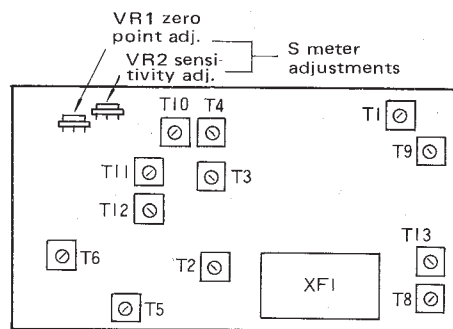 VR1 zero
point adj.
VR2 sensi-
tivity adj.
S meter
adjustments
T10
T4
T1
T9
T11
T3
T12
T6
T2
T13
XF1
T8
T5